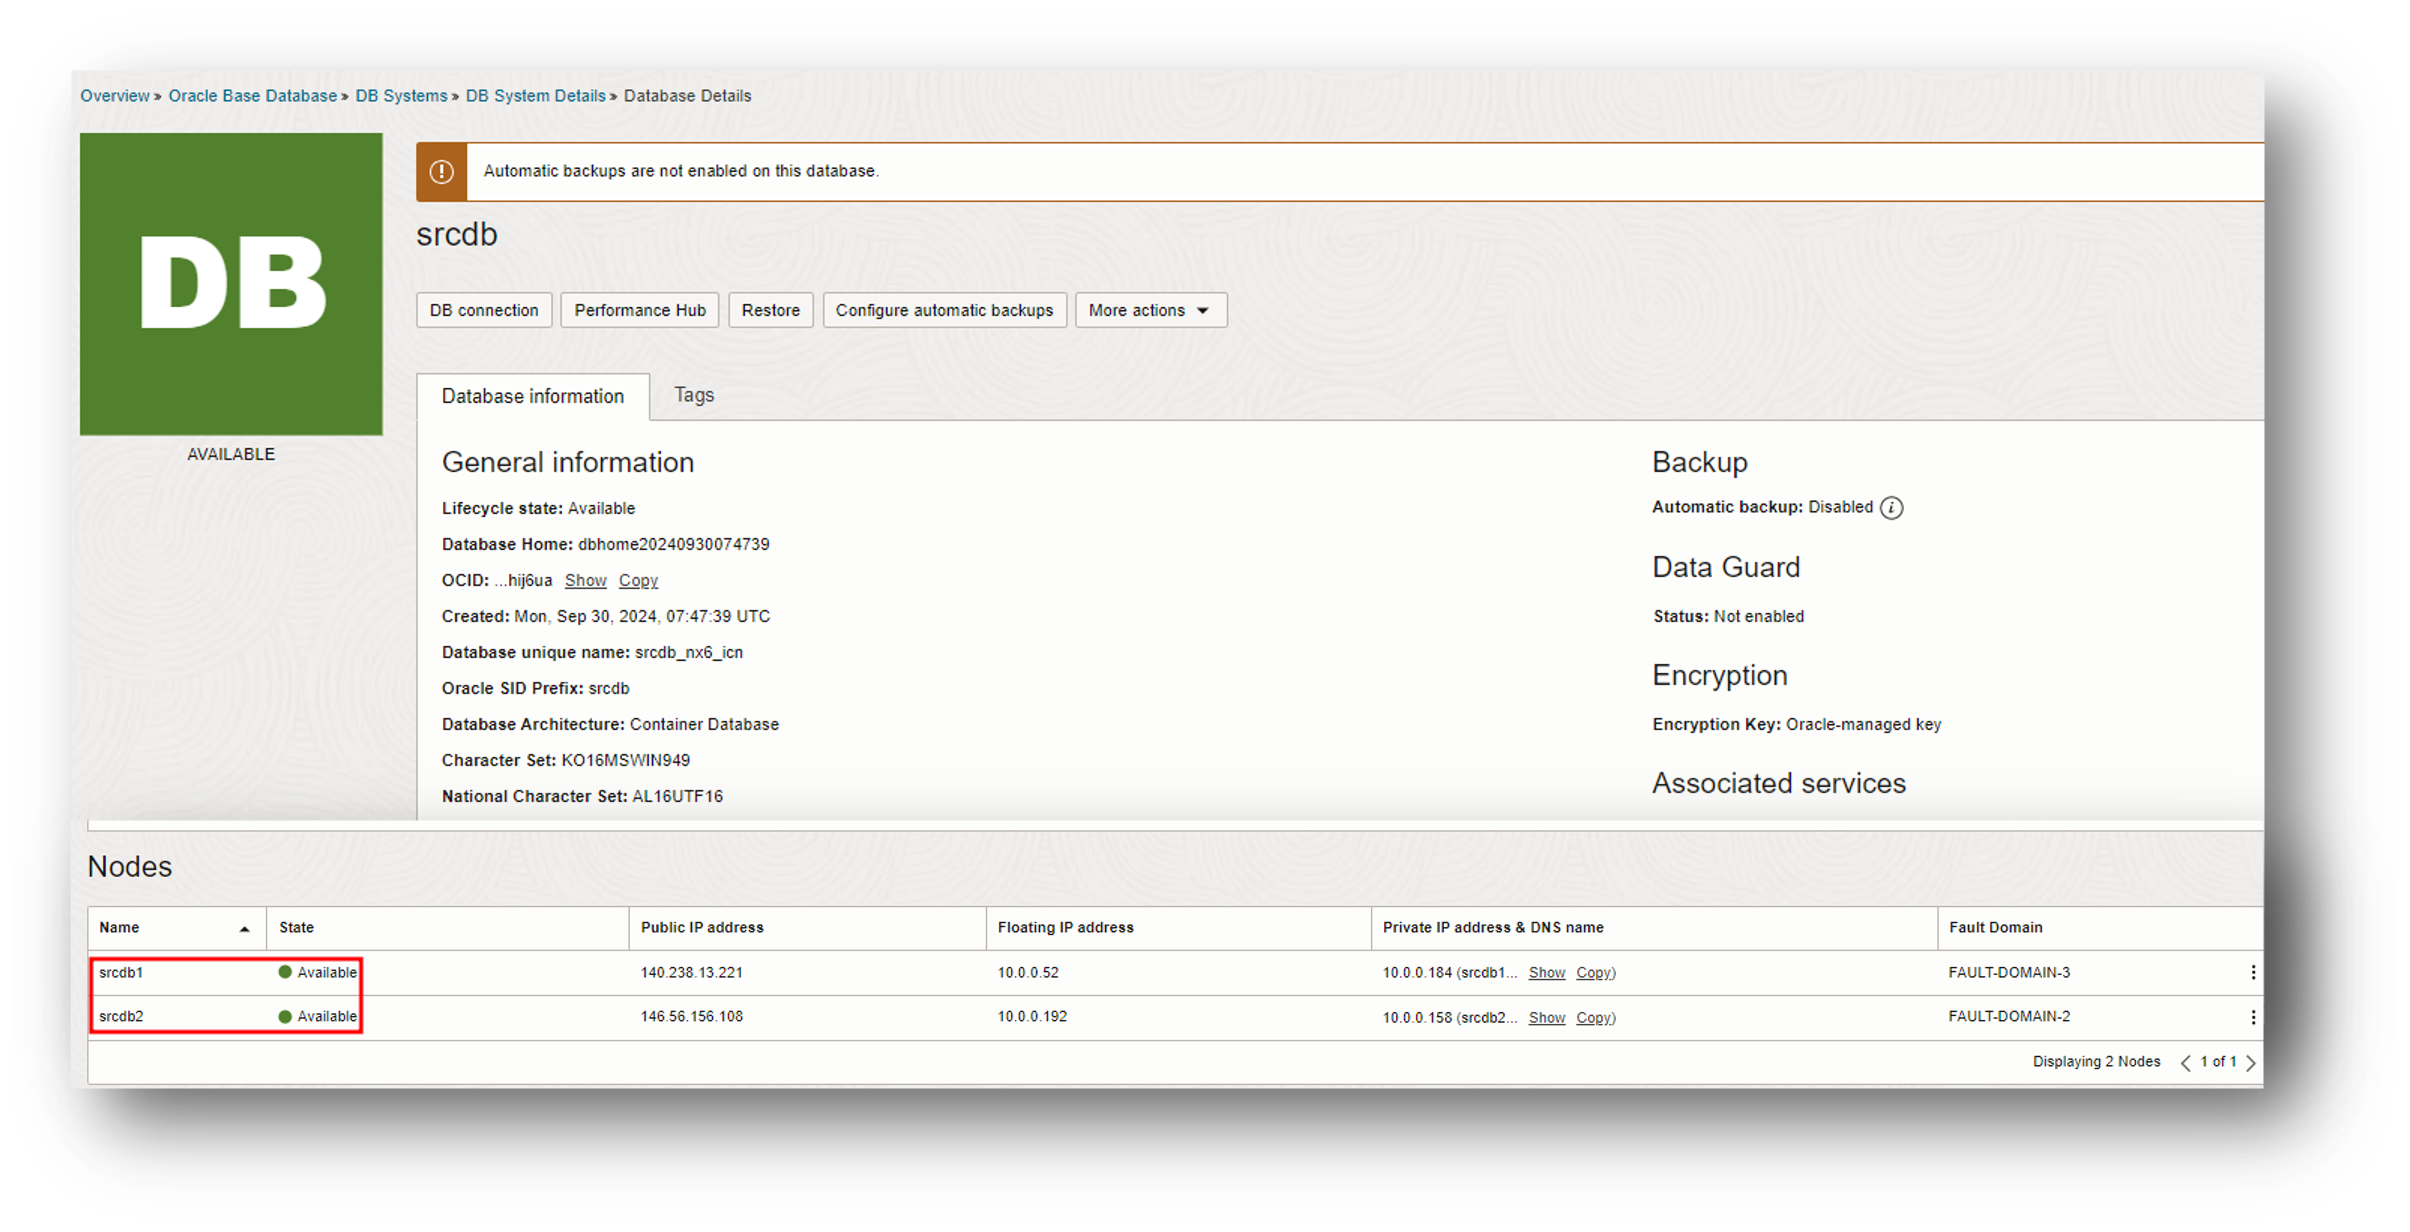 Overview » Oracle Base Database » DB Systems » DB System Details » Database Details
DB
AVAILABLE
Automatic backups are not enabled on this database.
srcdb
DB connection Performance Hub Restore Configure automatic backups More actions
Database information Tags
General information
Lifecycle state: Available
Database Home: dbhome20240930074739
OCID: ...hij6ua Show Copy
Created: Mon, Sep 30, 2024, 07:47:39 UTC
Database unique name: srcdb_nx6_icn
Oracle SID Prefix: srcdb
Database Architecture: Container Database
Character Set: KO16MSWIN949
National Character Set: AL16UTF16
Backup
Automatic backup: Disabled i
Data Guard
Status: Not enabled
Encryption
Encryption Key: Oracle-managed key
Associated services
Nodes
Name State Public IP address Floating IP address Private IP address & DNS name Fault Domain
srcdb1 Available 140.238.13.221 10.0.0.52 10.0.0.184 (srcdb1... Show Copy) FAULT-DOMAIN-3
srcdb2 Available 146.56.156.108 10.0.0.192 10.0.0.158 (srcdb2... Show Copy) FAULT-DOMAIN-2
Displaying 2 Nodes < 1 of 1 >